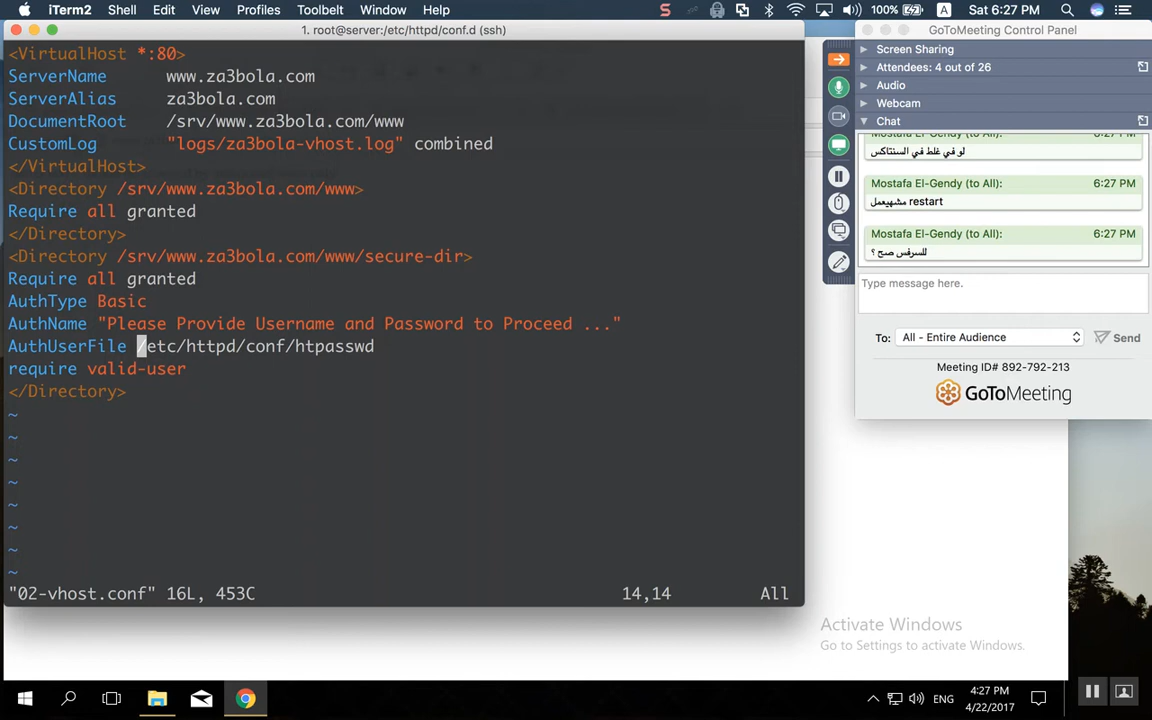 iTerm2 Shell Edit View Profiles Toolbelt Window Help
100% A Sat 6:27 PM
1. root@server:/etc/httpd/conf.d (ssh)
<VirtualHost *:80>
ServerName www.za3bola.com
ServerAlias za3bola.com
DocumentRoot /srv/www.za3bola.com/www
CustomLog "logs/za3bola-vhost.log" combined
</VirtualHost>
<Directory /srv/www.za3bola.com/www>
Require all granted
</Directory>
<Directory /srv/www.za3bola.com/www/secure-dir>
Require all granted
AuthType Basic
AuthName "Please Provide Username and Password to Proceed ..."
AuthUserFile /etc/httpd/conf/htpasswd
require valid-user
</Directory>
~
~
~
~
~
~
~
~
"02-vhost.conf" 16L, 453C 14,14 All
GoToMeeting Control Panel
Screen Sharing
Attendees: 4 out of 26
Audio
Webcam
Chat
Mostafa El-Gendy (to All): 6:27 PM
لو في غلط في السنتاكس
Mostafa El-Gendy (to All): 6:27 PM
مشهيعمل restart
Mostafa El-Gendy (to All): 6:27 PM
للسرفس صح ؟
Type message here.
To: All - Entire Audience Send
Meeting ID# 892-792-213
GoToMeeting
Activate Windows
Go to Settings to activate Windows.
ENG 4:27 PM
4/22/2017